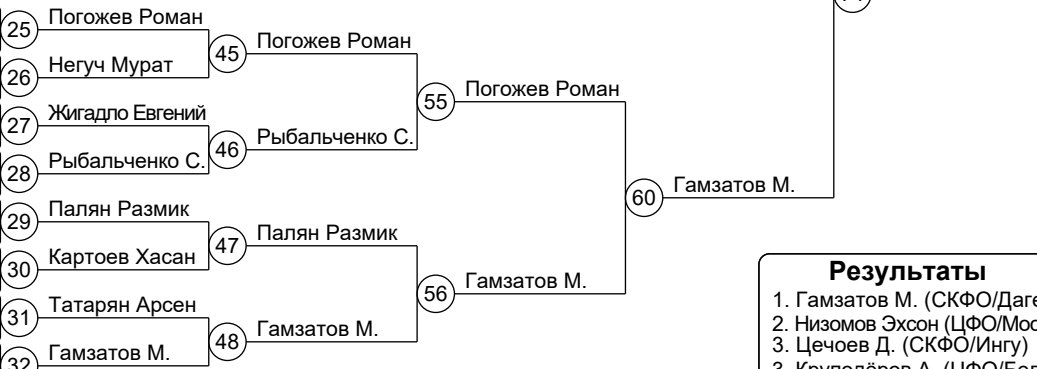 25 Погожев Роман
45 Погожев Роман
26 Негуч Мурат
55 Погожев Роман
27 Жигадло Евгений
46 Рыбальченко С.
28 Рыбальченко С.
60 Гамзатов М.
29 Палян Размик
47 Палян Размик
30 Картоев Хасан
56 Гамзатов М.
31 Татарян Арсен
48 Гамзатов М.
32 Гамзатов М.
Результаты
1. Гамзатов М. (СКФО/Даге
2. Низомов Эхсон (ЦФО/Мос
3. Цечоев Д. (СКФО/Ингу)